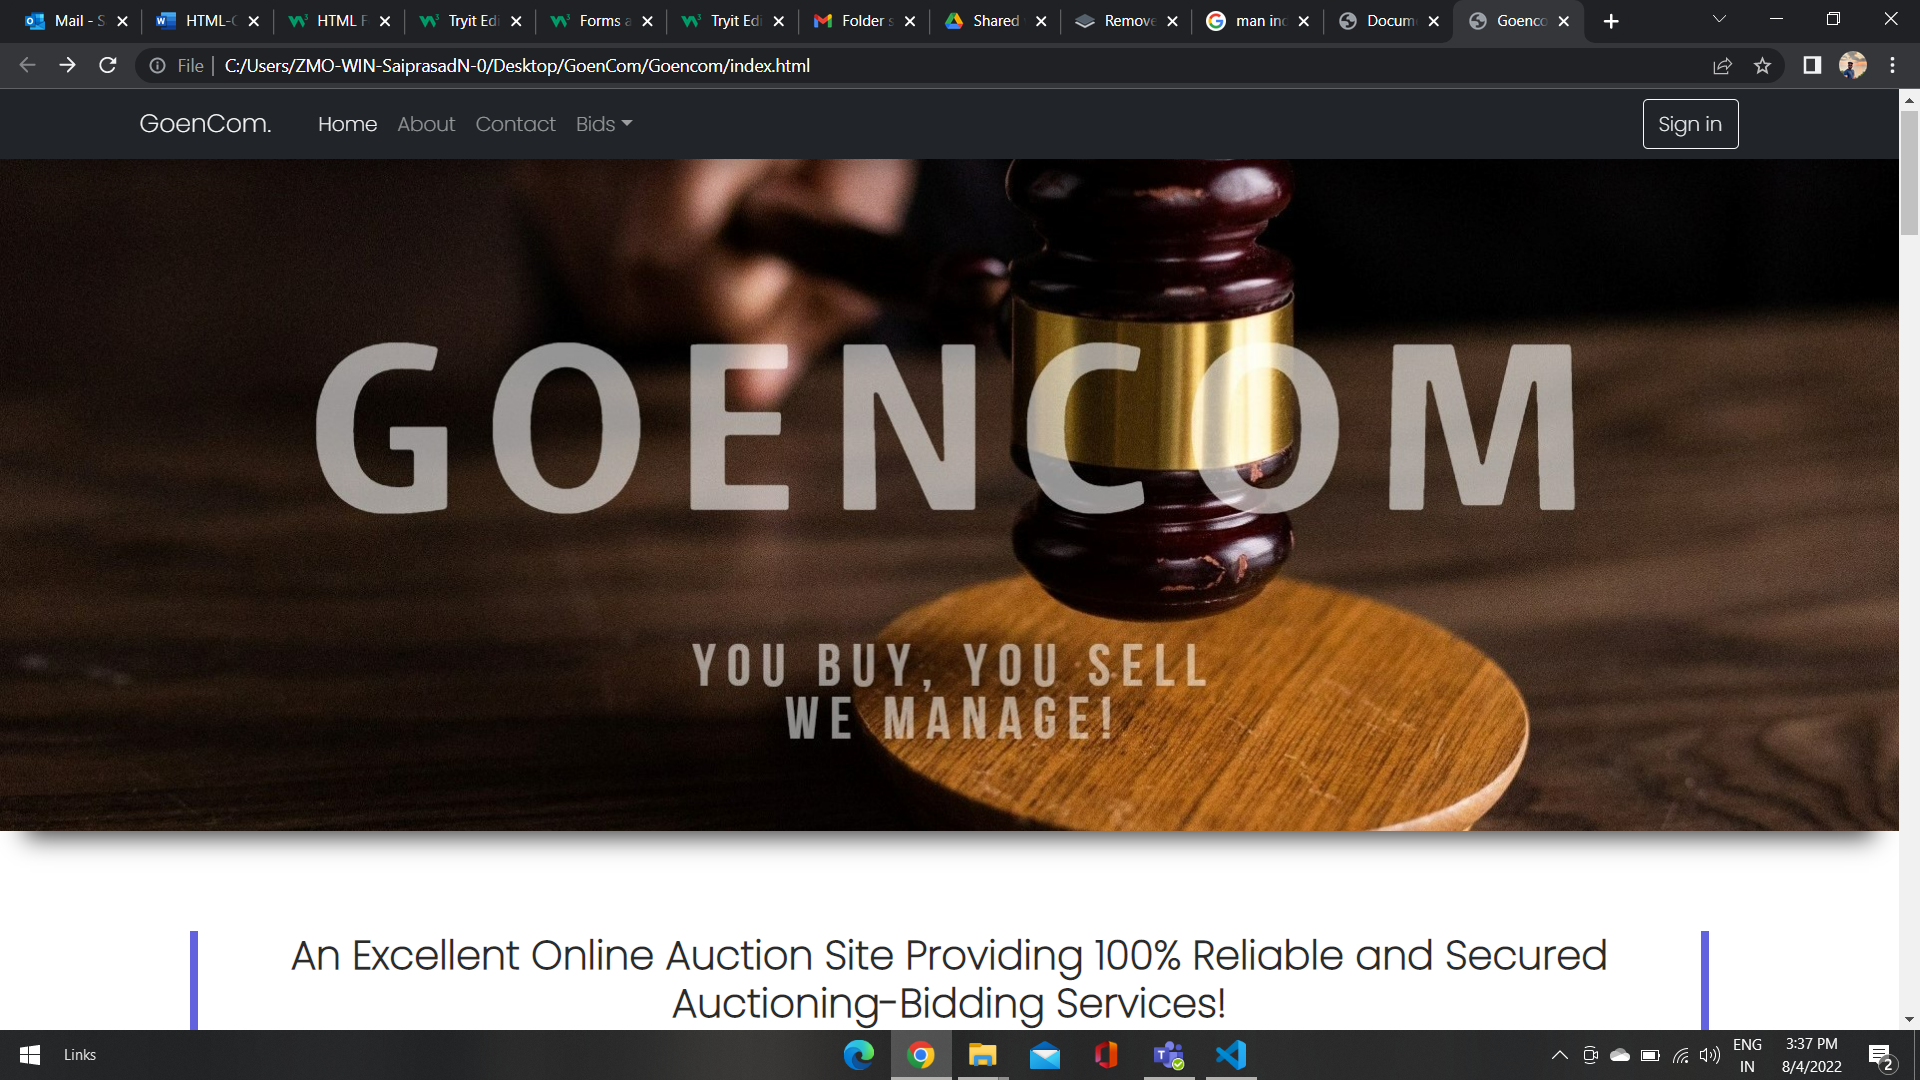 Mail - S
HTML-C
HTML F
Tryit Edi
Forms a
Tryit Edi
Folder s
Shared
Remove
man inc
Docum
Goenco
File
C:/Users/ZMO-WIN-SaiprasadN-0/Desktop/GoenCom/Goencom/index.html
GoenCom.
Home
About
Contact
Bids
Sign in
GOENCOM
YOU BUY, YOU SELL
WE MANAGE!
An Excellent Online Auction Site Providing 100% Reliable and Secured
Auctioning-Bidding Services!
Links
ENG
IN
3:37 PM
8/4/2022
2